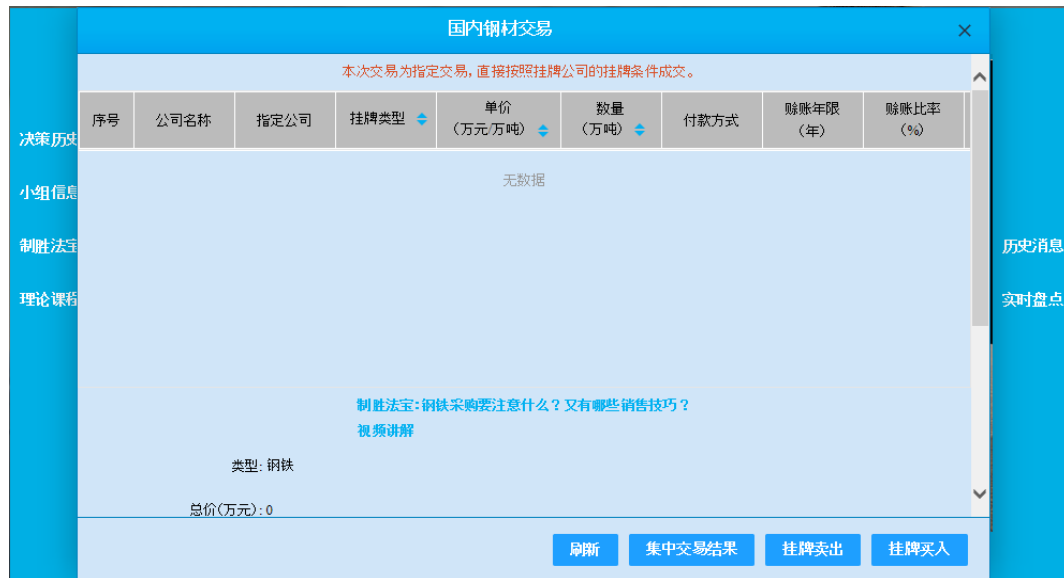 国内钢材交易
×
本次交易为指定交易，直接按照挂牌公司的挂牌条件成交。
序号 公司名称 指定公司 挂牌类型 单价（万元/万吨） 数量（万吨） 付款方式 赊账年限（年） 赊账比率（%）
无数据
决策历史
小组信息
制胜法宝
理论课程
历史消息
实时盘点
制胜法宝：钢铁采购要注意什么？又有哪些销售技巧？
视频讲解
类型: 钢铁
总价(万元): 0
刷新 集中交易结果 挂牌卖出 挂牌买入